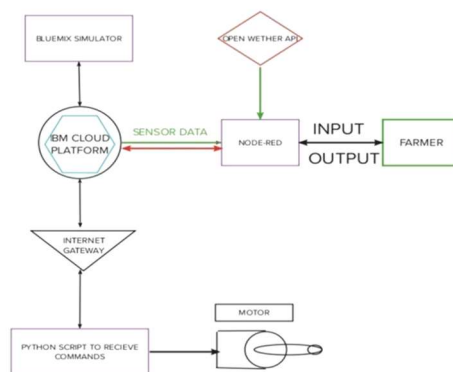 BLUEMIX SIMULATOR
OPEN WETHER API
IBM CLOUD
PLATFORM
SENSOR DATA
NODE-RED
INPUT
OUTPUT
FARMER
INTERNET
GATEWAY
MOTOR
PYTHON SCRIPT TO RECIEVE
COMMANDS